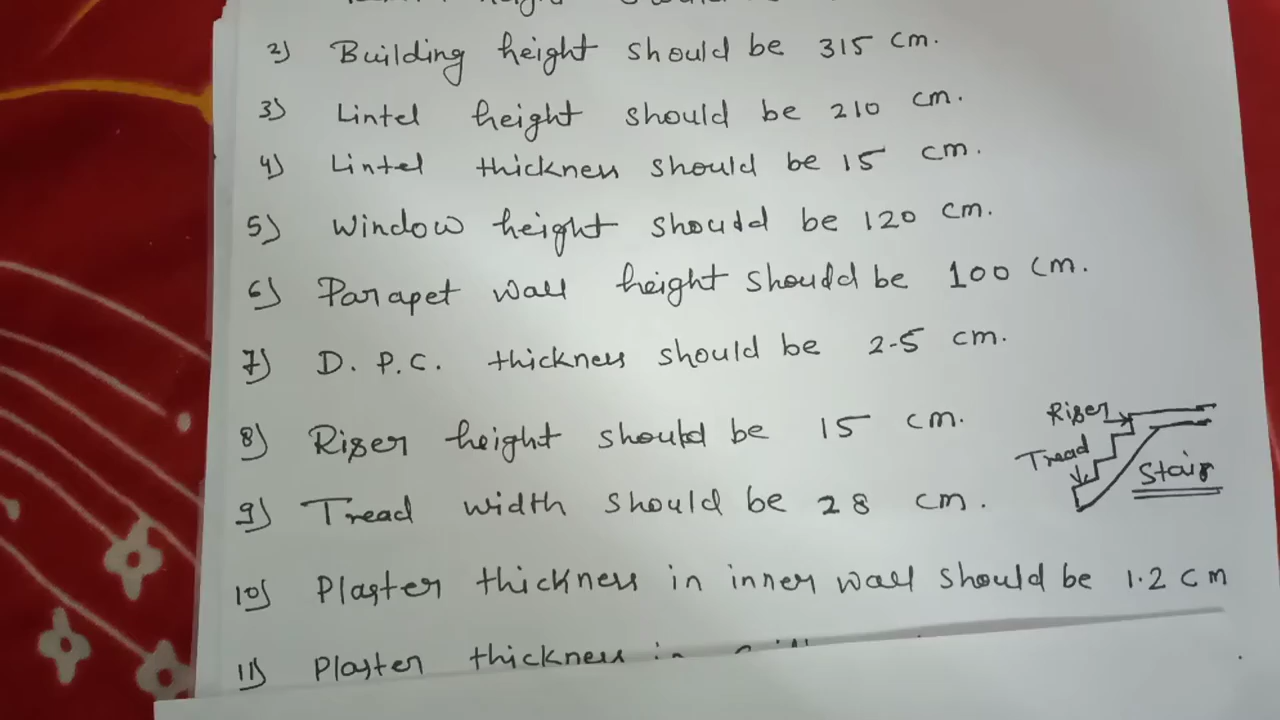 height
2) Building height should be 315 cm.
3) Lintel height should be 210 cm.
4) Lintel thickness should be 15 cm.
5) Window height should be 120 cm.
6) Parapet wall height should be 100 cm.
7) D. P. C. thickness should be 2.5 cm.
8) Riser height should be 15 cm.
Riser
Tread
Stair
9) Tread width should be 28 cm.
10) Plaster thickness in inner wall should be 1.2 cm
11) Plaster thickness in